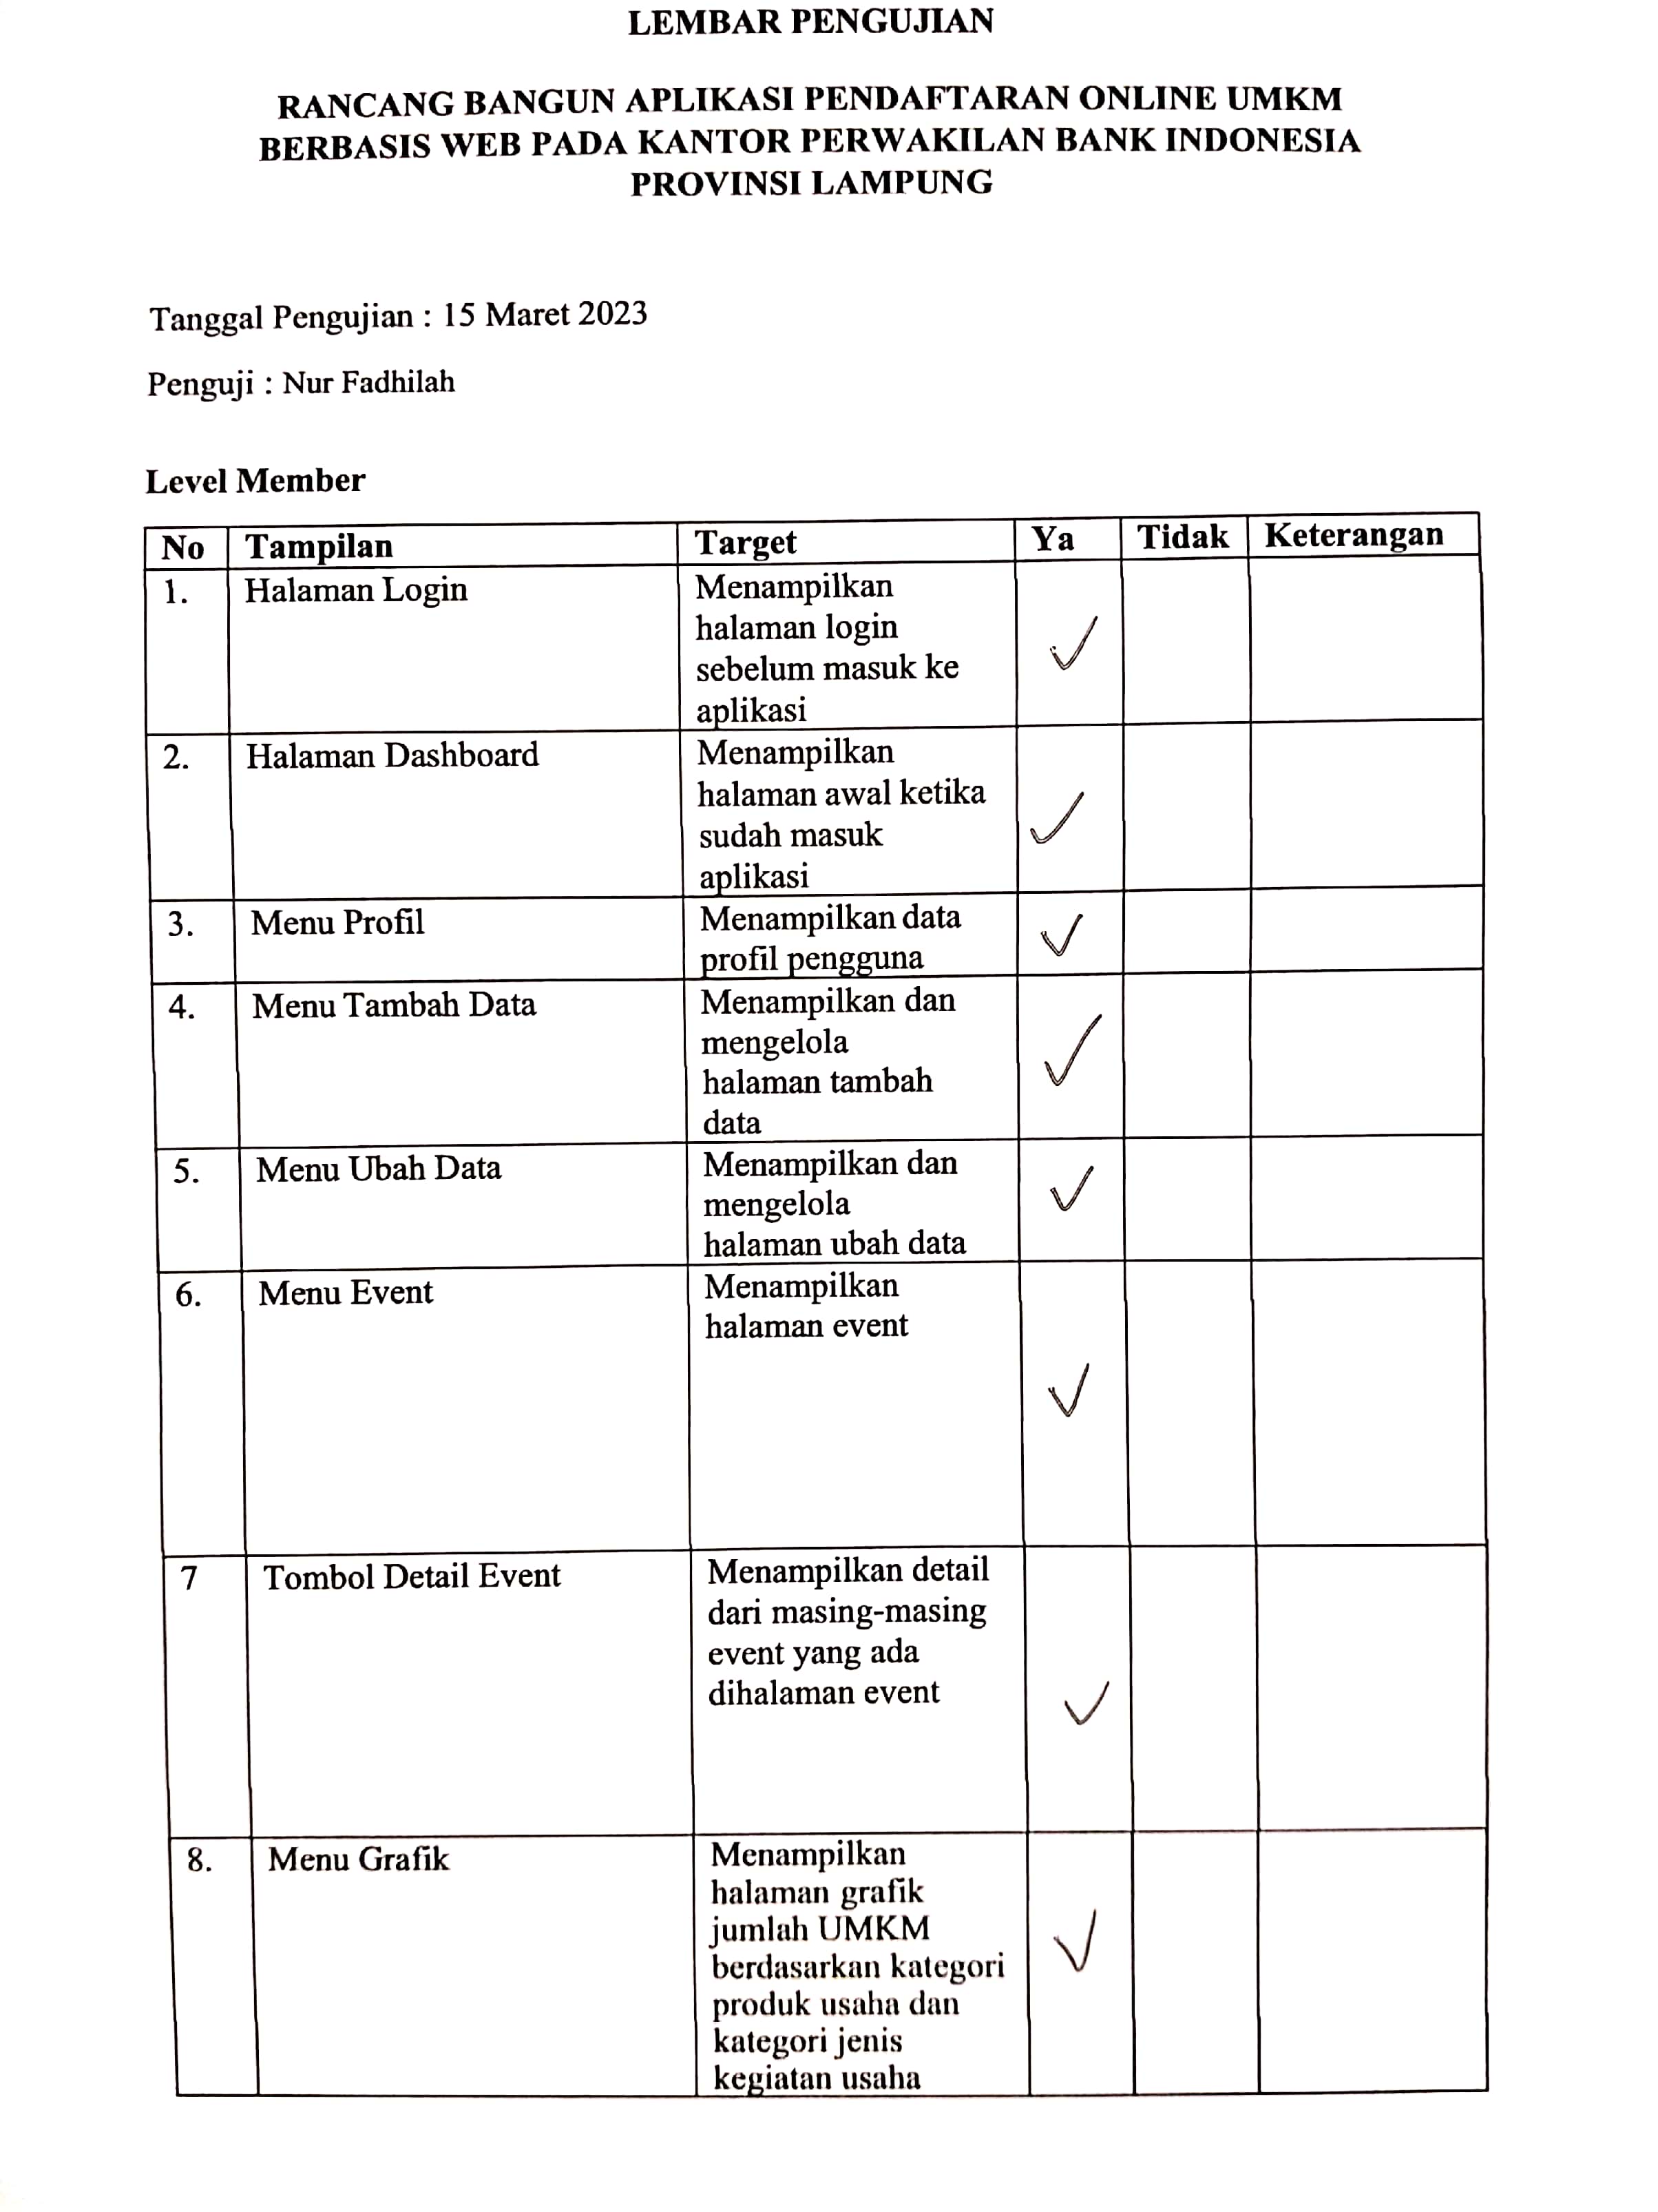 LEMBAR PENGUJIAN
RANCANG BANGUN APLIKASI PENDAFTARAN ONLINE UMKM
BERBASIS WEB PADA KANTOR PERWAKILAN BANK INDONESIA
PROVINSI LAMPUNG
Tanggal Pengujian : 15 Maret 2023
Penguji : Nur Fadhilah
Level Member
No Tampilan Target Ya Tidak Keterangan
1. Halaman Login Menampilkan
halaman login
sebelum masuk ke
aplikasi
✓
2. Halaman Dashboard Menampilkan
halaman awal ketika
sudah masuk
aplikasi
✓
3. Menu Profil Menampilkan data
profil pengguna
✓
4. Menu Tambah Data Menampilkan dan
mengelola
halaman tambah
data
✓
5. Menu Ubah Data Menampilkan dan
mengelola
halaman ubah data
✓
6. Menu Event Menampilkan
halaman event
✓
7 Tombol Detail Event Menampilkan detail
dari masing-masing
event yang ada
dihalaman event
✓
8. Menu Grafik Menampilkan
halaman grafik
jumlah UMKM
berdasarkan kategori
produk usaha dan
kategori jenis
kegiatan usaha
✓